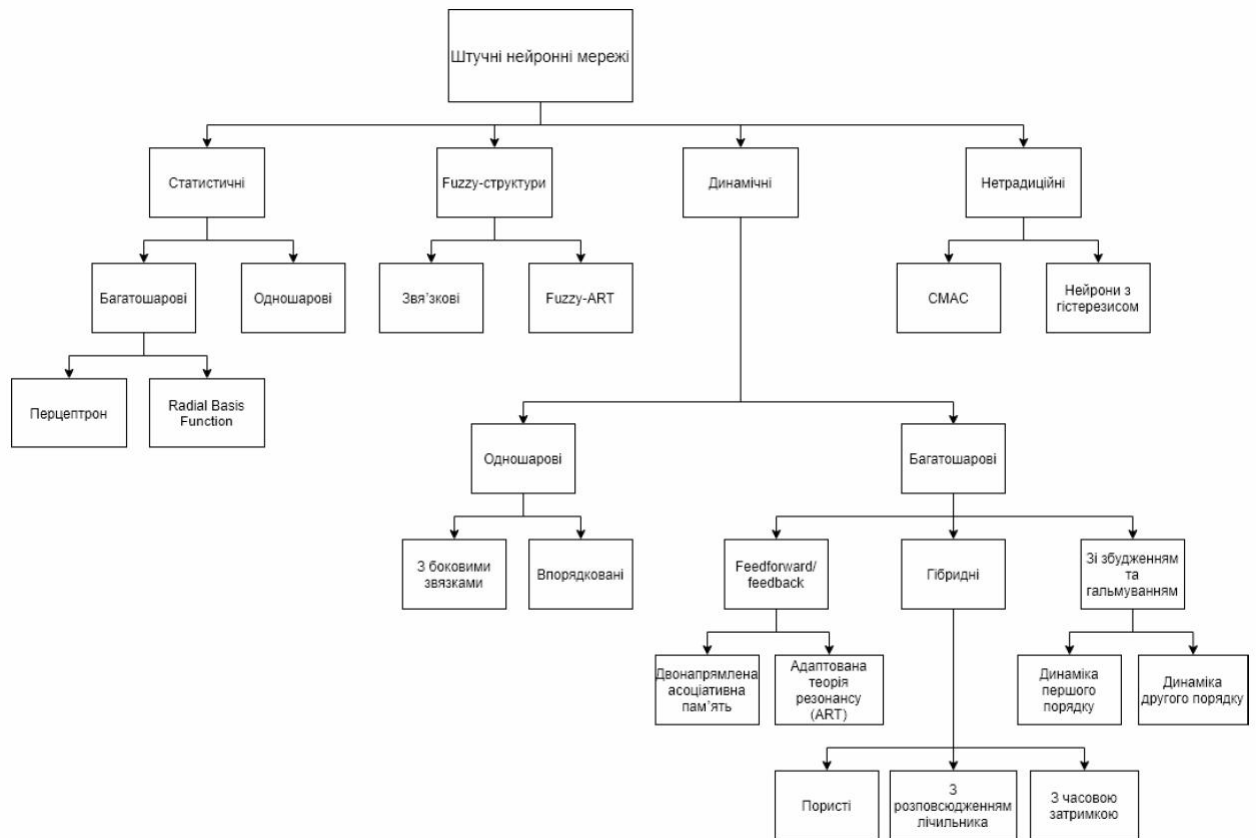 Штучні нейронні мережі
Статистичні
Fuzzy-структури
Динамічні
Нетрадиційні
Багатошарові
Одношарові
Зв’язкові
Fuzzy-ART
СМАС
Нейрони з
гістерезисом
Перцептрон
Radial Basis
Function
Одношарові
Багатошарові
З боковими
звязками
Впорядковані
Feedforward/
feedback
Гібридні
Зі збудженням
та
гальмуванням
Двонапрямлена
асоціативна
пам’ять
Адаптована
теорія
резонансу
(ART)
Динаміка
першого
порядку
Динаміка
другого порядку
Пористі
З
розповсюдженням
лічильника
З часовою
затримкою